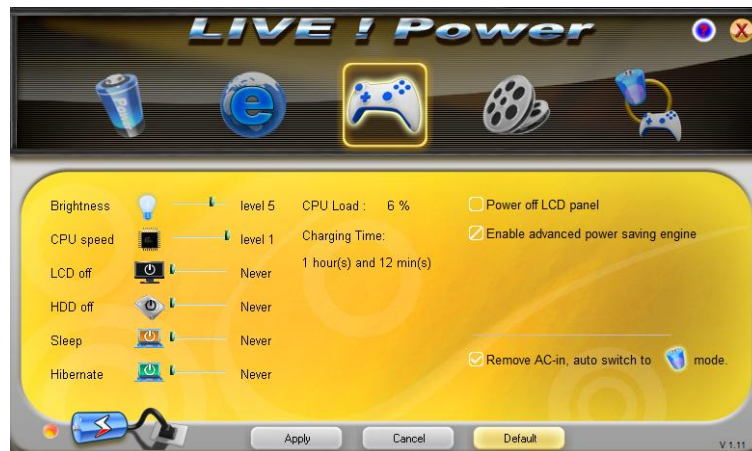 LIVE ! Power
Power
Brightness level 5 CPU Load : 6 % Power off LCD panel
CPU speed level 1 Charging Time: Enable advanced power saving engine
LCD off Never 1 hour(s) and 12 min(s)
HDD off Never
Sleep Never
Remove AC-in, auto switch to mode.
Hibernate Never
Apply Cancel Default
V 1.11